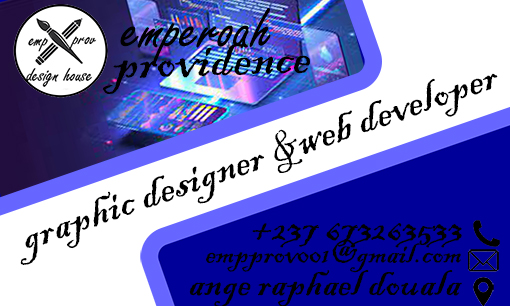 emp prov
design house
emperoah
providence
graphic designer & web developer
+237 673263533
empprov001@gmail.com
ange raphael douala